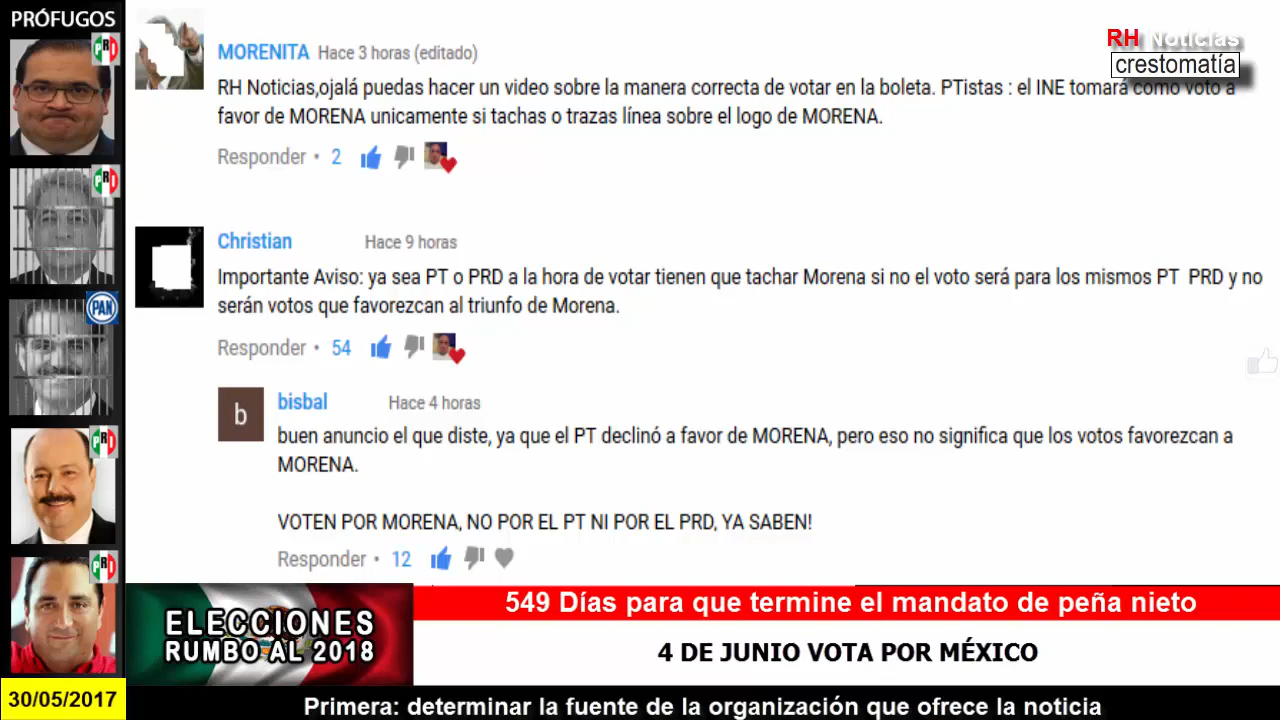 PRÓFUGOS
PRD
PRD
PAN
PRD
PRD
30/05/2017
RH Noticias
crestomatía
MORENITA Hace 3 horas (editado)
RH Noticias,ojalá puedas hacer un video sobre la manera correcta de votar en la boleta. PTistas : el INE tomará como voto a
favor de MORENA unicamente si tachas o trazas línea sobre el logo de MORENA.
Responder • 2
Christian Hace 9 horas
Importante Aviso: ya sea PT o PRD a la hora de votar tienen que tachar Morena si no el voto será para los mismos PT PRD y no
serán votos que favorezcan al triunfo de Morena.
Responder • 54
b
bisbal Hace 4 horas
buen anuncio el que diste, ya que el PT declinó a favor de MORENA, pero eso no significa que los votos favorezcan a
MORENA.
VOTEN POR MORENA, NO POR EL PT NI POR EL PRD, YA SABEN!
Responder • 12
ELECCIONES
RUMBO AL 2018
549 Días para que termine el mandato de peña nieto
4 DE JUNIO VOTA POR MÉXICO
Primera: determinar la fuente de la organización que ofrece la noticia